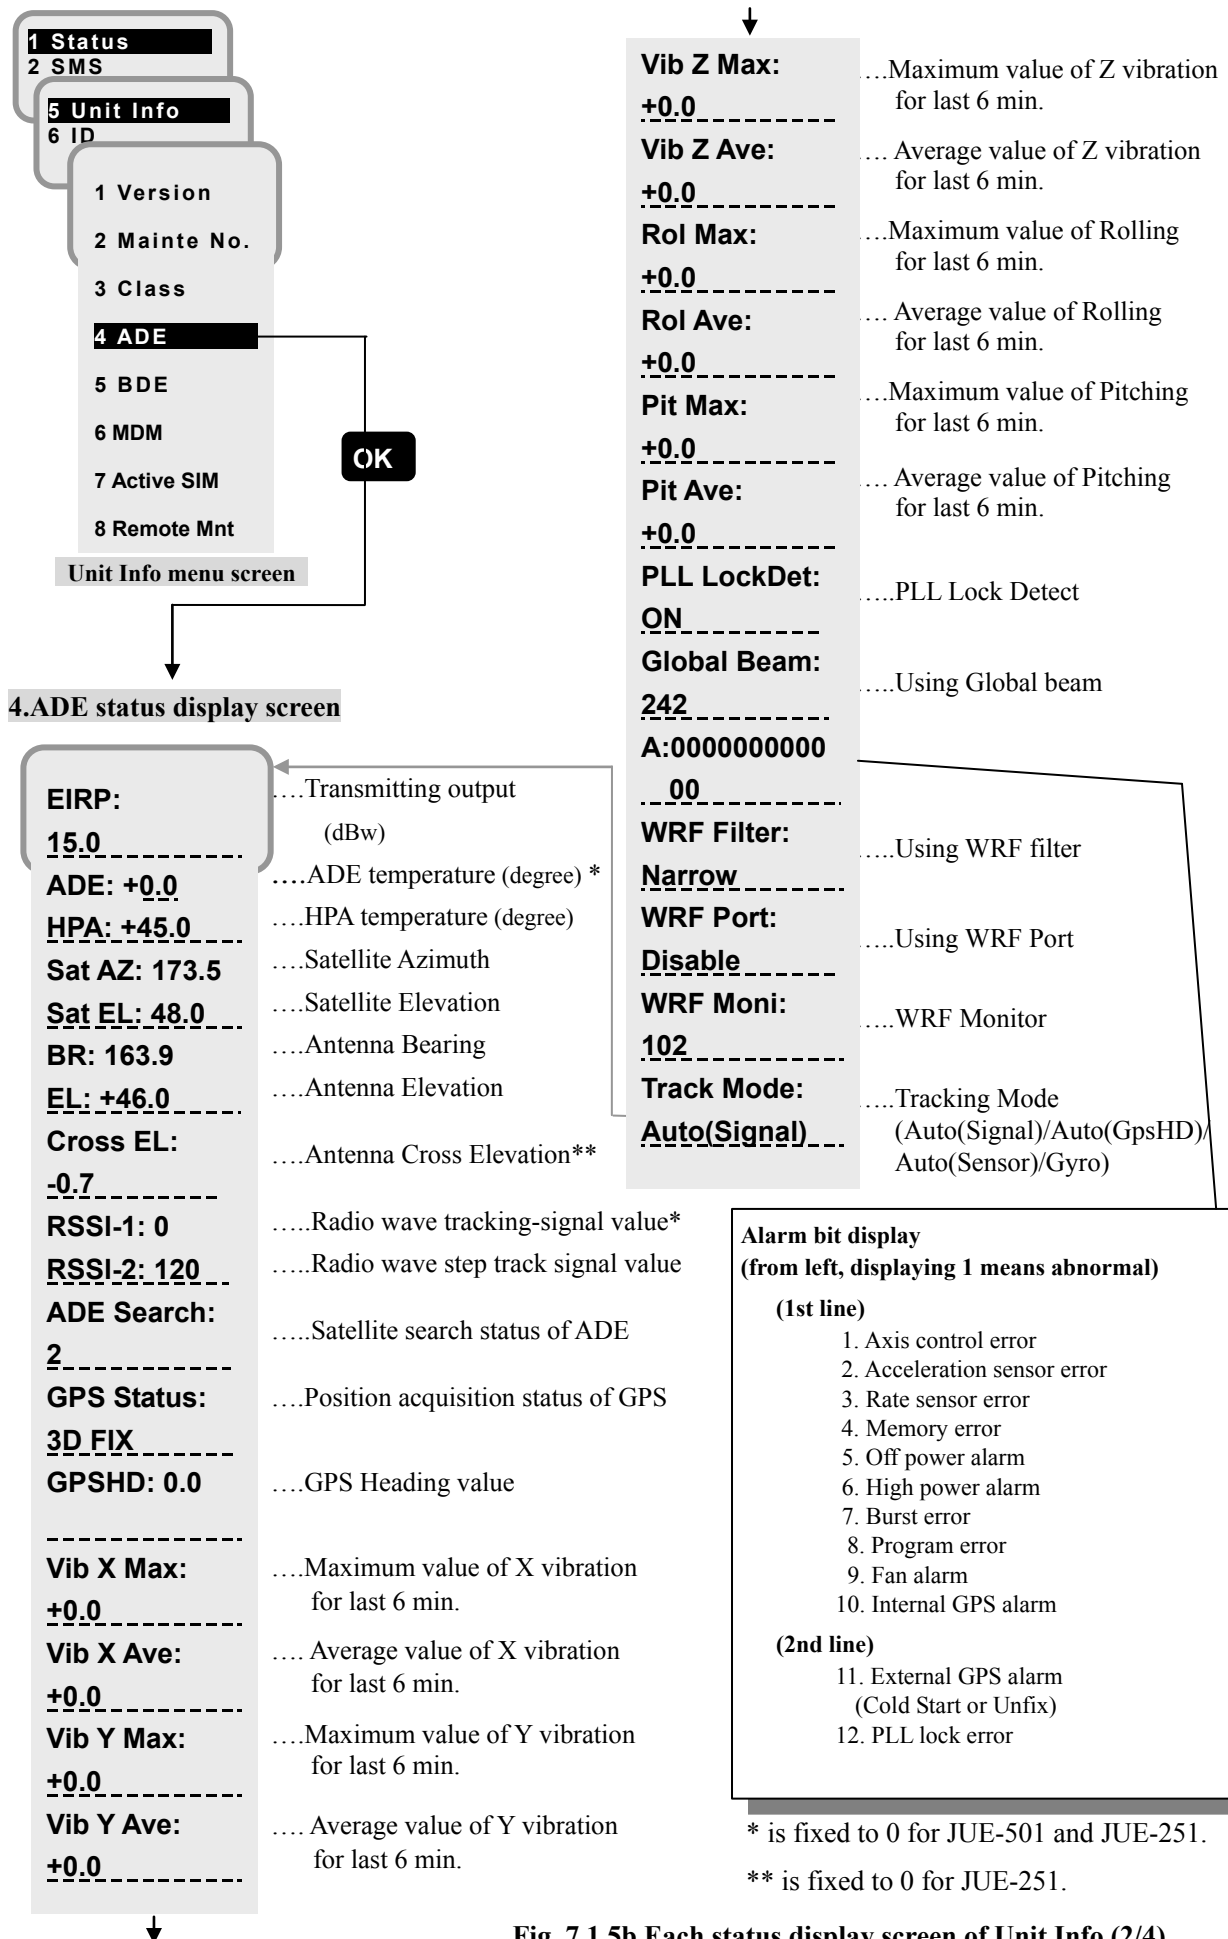 1 Status
2 SMS
5 Unit Info
6 ID
1 Version
2 Mainte No.
3 Class
4 ADE
5 BDE
6 MDM
7 Active SIM
8 Remote Mnt
OK
Unit Info menu screen
4.ADE status display screen
EIRP:
15.0
….Transmitting output
(dBw)
ADE: +0.0
….ADE temperature (degree) *
HPA: +45.0
….HPA temperature (degree)
Sat AZ: 173.5
….Satellite Azimuth
Sat EL: 48.0
….Satellite Elevation
BR: 163.9
….Antenna Bearing
EL: +46.0
….Antenna Elevation
Cross EL:
-0.7
….Antenna Cross Elevation**
RSSI-1: 0
…..Radio wave tracking-signal value*
RSSI-2: 120
…..Radio wave step track signal value
ADE Search:
2
…..Satellite search status of ADE
GPS Status:
3D FIX
….Position acquisition status of GPS
GPSHD: 0.0
….GPS Heading value
Vib X Max:
+0.0
….Maximum value of X vibration
for last 6 min.
Vib X Ave:
+0.0
…. Average value of X vibration
for last 6 min.
Vib Y Max:
+0.0
….Maximum value of Y vibration
for last 6 min.
Vib Y Ave:
+0.0
…. Average value of Y vibration
for last 6 min.
Vib Z Max:
+0.0
….Maximum value of Z vibration
for last 6 min.
Vib Z Ave:
+0.0
…. Average value of Z vibration
for last 6 min.
Rol Max:
+0.0
….Maximum value of Rolling
for last 6 min.
Rol Ave:
+0.0
…. Average value of Rolling
for last 6 min.
Pit Max:
+0.0
….Maximum value of Pitching
for last 6 min.
Pit Ave:
+0.0
…. Average value of Pitching
for last 6 min.
PLL LockDet:
ON
…..PLL Lock Detect
Global Beam:
242
…..Using Global beam
A:0000000000
00
WRF Filter:
Narrow
…..Using WRF filter
WRF Port:
Disable
…..Using WRF Port
WRF Moni:
102
…..WRF Monitor
Track Mode:
Auto(Signal)
…..Tracking Mode
(Auto(Signal)/Auto(GpsHD)/
Auto(Sensor)/Gyro)
Alarm bit display
(from left, displaying 1 means abnormal)
(1st line)
1. Axis control error
2. Acceleration sensor error
3. Rate sensor error
4. Memory error
5. Off power alarm
6. High power alarm
7. Burst error
8. Program error
9. Fan alarm
10. Internal GPS alarm
(2nd line)
11. External GPS alarm
(Cold Start or Unfix)
12. PLL lock error
* is fixed to 0 for JUE-501 and JUE-251.
** is fixed to 0 for JUE-251.
Fig. 7.1.5b Each status display screen of Unit Info (2/4)